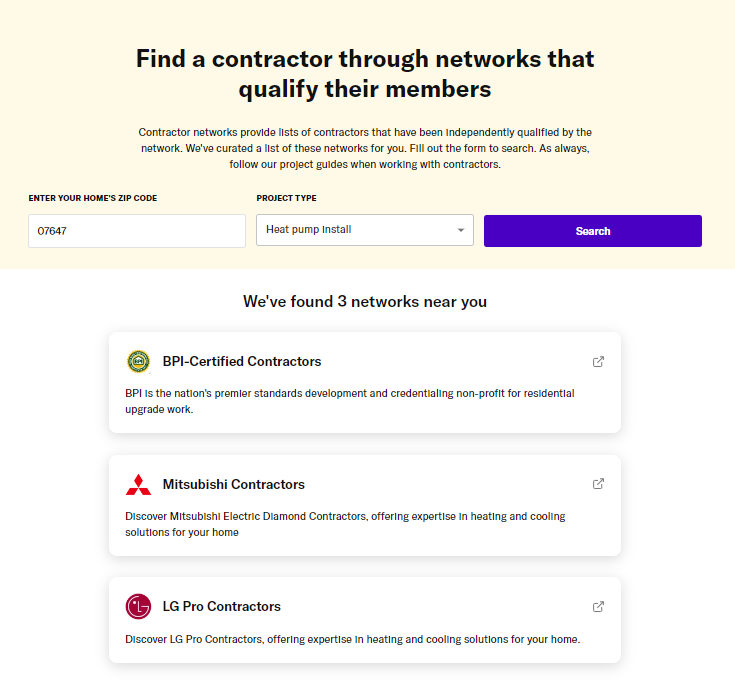 Find a contractor through networks that
qualify their members
Contractor networks provide lists of contractors that have been independently qualified by the
network. We've curated a list of these networks for you. Fill out the form to search. As always,
follow our project guides when working with contractors.
ENTER YOUR HOME'S ZIP CODE
PROJECT TYPE
07647
Heat pump install
Search
We've found 3 networks near you
BPI
BPI-Certified Contractors
BPI is the nation's premier standards development and credentialing non-profit for residential
upgrade work.
Mitsubishi Contractors
Discover Mitsubishi Electric Diamond Contractors, offering expertise in heating and cooling
solutions for your home
LG Pro Contractors
Discover LG Pro Contractors, offering expertise in heating and cooling solutions for your home.